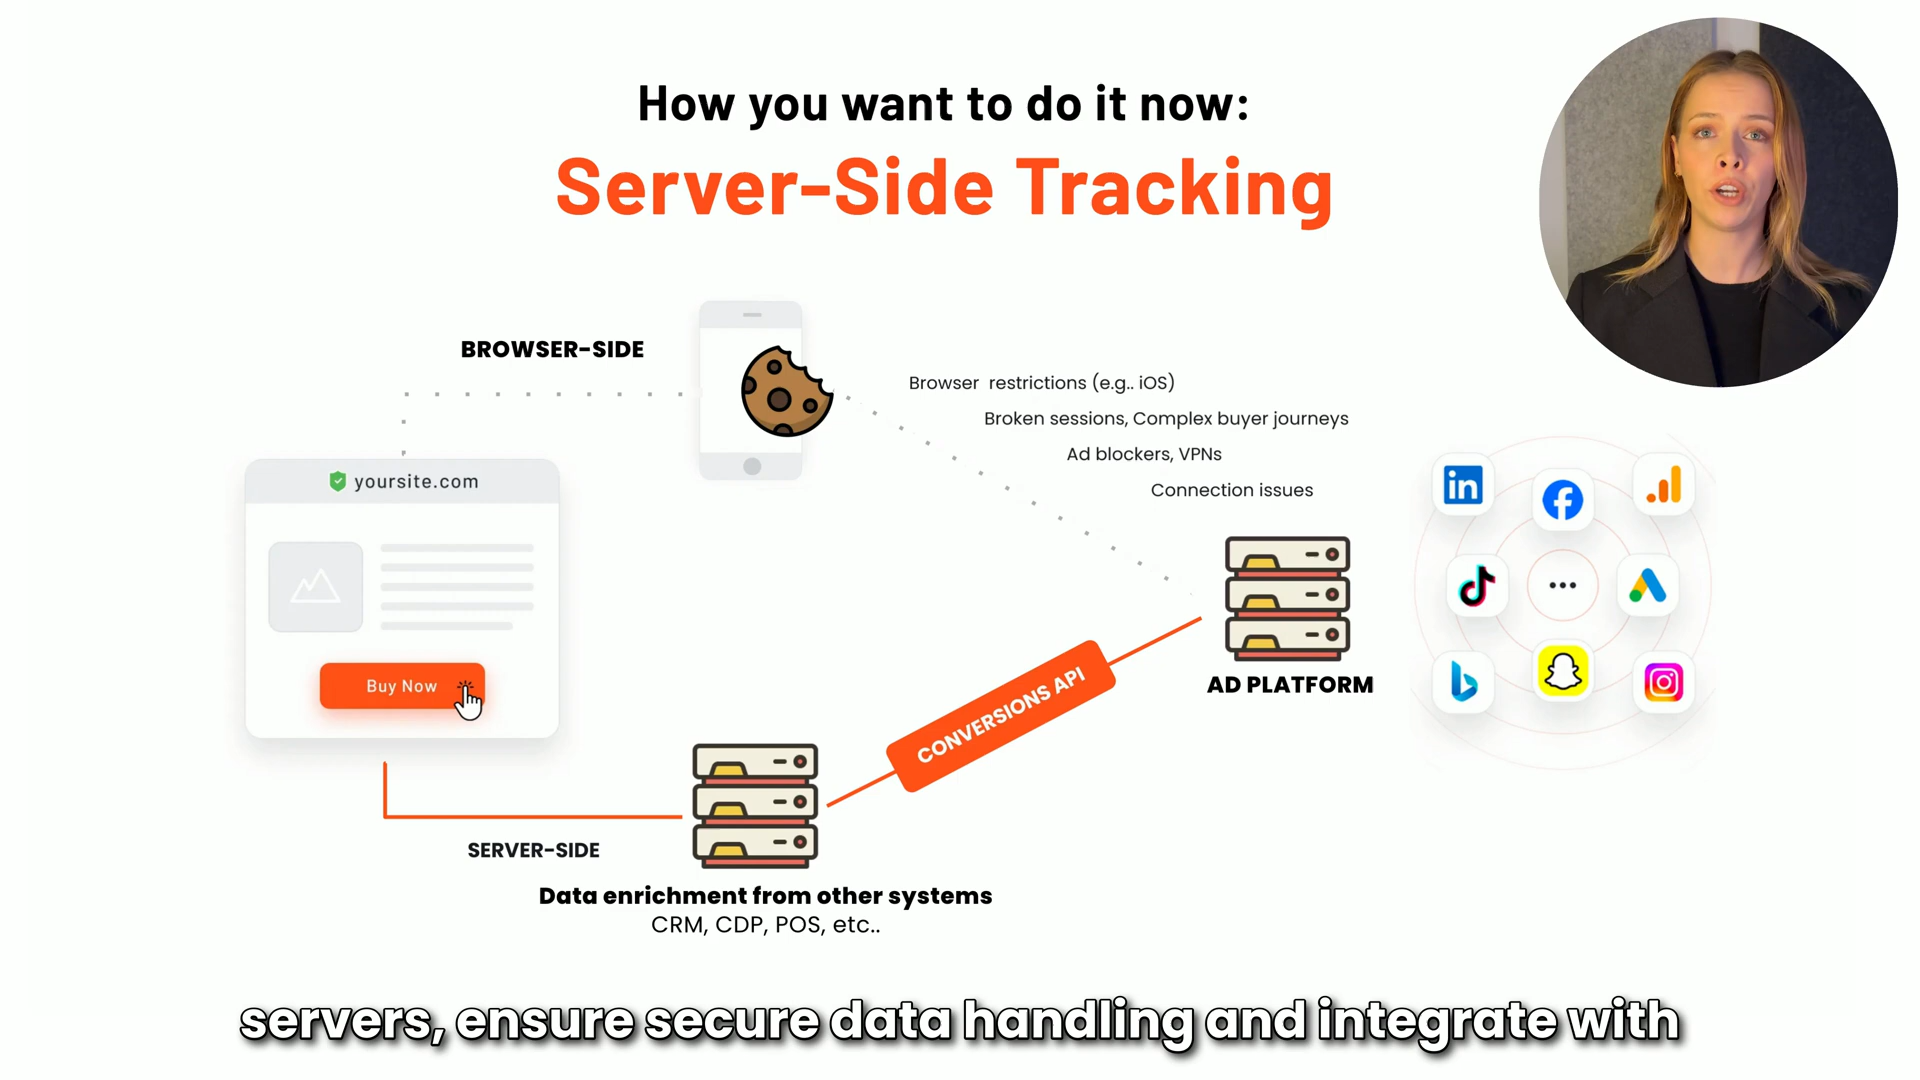 How you want to do it now:
Server-Side Tracking
BROWSER-SIDE
Browser restrictions (e.g.. iOS)
Broken sessions, Complex buyer journeys
Ad blockers, VPNs
Connection issues
yoursite.com
Buy Now
in
AD PLATFORM
CONVERSIONS API
SERVER-SIDE
Data enrichment from other systems
CRM, CDP, POS, etc..
servers, ensure secure data handling and integrate with